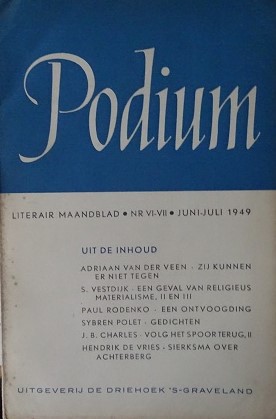 Podium
LITERAIR MAANDBLAD • NR VI-VII • JUNI-JULI 1949
UIT DE INHOUD
ADRIAAN VAN DER VEEN · ZIJ KUNNEN
ER NIET TEGEN
S. VESTDIJK · EEN GEVAL VAN RELIGIEUS
MATERIALISME, II EN III
PAUL RODENKO · EEN ONTVOOGDING
SYBREN POLET · GEDICHTEN
J. B. CHARLES · VOLG HET SPOOR TERUG, II
HENDRIK DE VRIES · SIERKSMA OVER
ACHTERBERG
UITGEVERIJ DE DRIEHOEK 'S-GRAVELAND